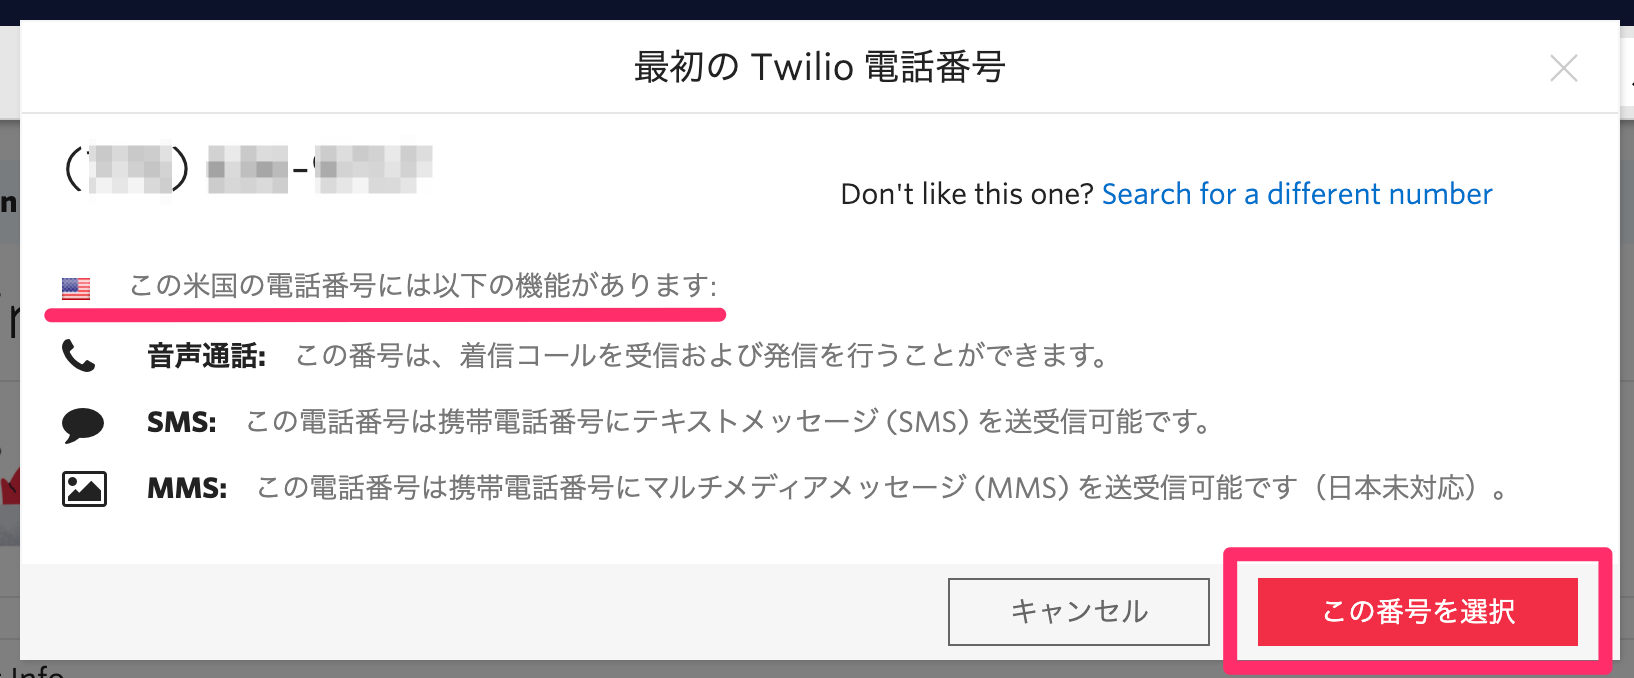 最初の Twilio 電話番号
Don't like this one? Search for a different number
この米国の電話番号には以下の機能があります:
音声通話: この番号は、着信コールを受信および発信を行うことができます。
SMS: この電話番号は携帯電話番号にテキストメッセージ (SMS) を送受信可能です。
MMS: この電話番号は携帯電話番号にマルチメディアメッセージ (MMS) を送受信可能です（日本未対応）。
キャンセル
この番号を選択
Info